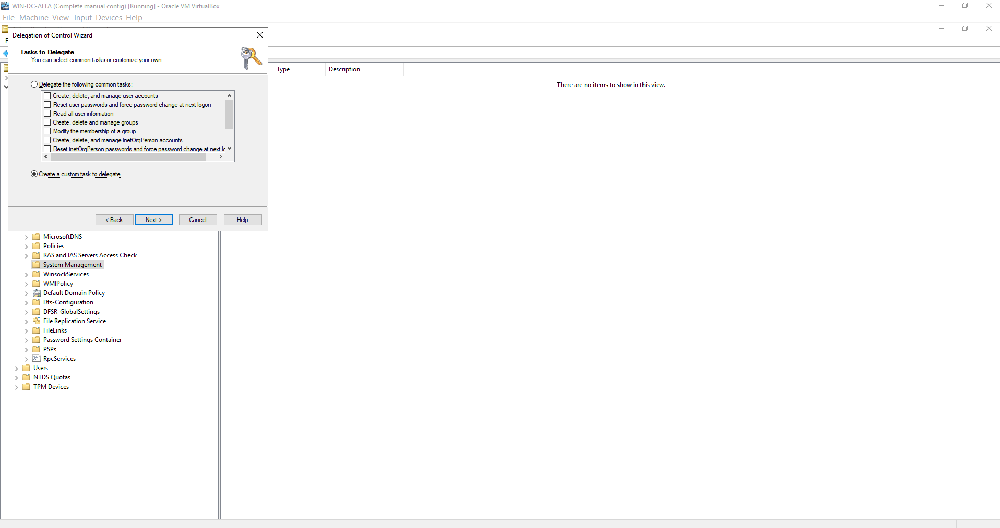 WIN-DC-ALFA (Complete manual config) [Running] - Oracle VM VirtualBox
File Machine View Input Devices Help
Delegation of Control Wizard
Tasks to Delegate
You can select common tasks or customize your own.
Type Description
There are no items to show in this view.
Delegate the following common tasks:
Create, delete, and manage user accounts
Reset user passwords and force password change at next logon
Read all user information
Create, delete and manage groups
Modify the membership of a group
Create, delete, and manage inetOrgPerson accounts
Reset inetOrgPerson passwords and force password change at next lo
Create a custom task to delegate
< Back Next > Cancel Help
MicrosoftDNS
Policies
RAS and IAS Servers Access Check
System Management
WinsockServices
WMIPolicy
Default Domain Policy
Dfs-Configuration
DFSR-GlobalSettings
File Replication Service
FileLinks
Password Settings Container
PSPs
RpcServices
Users
NTDS Quotas
TPM Devices